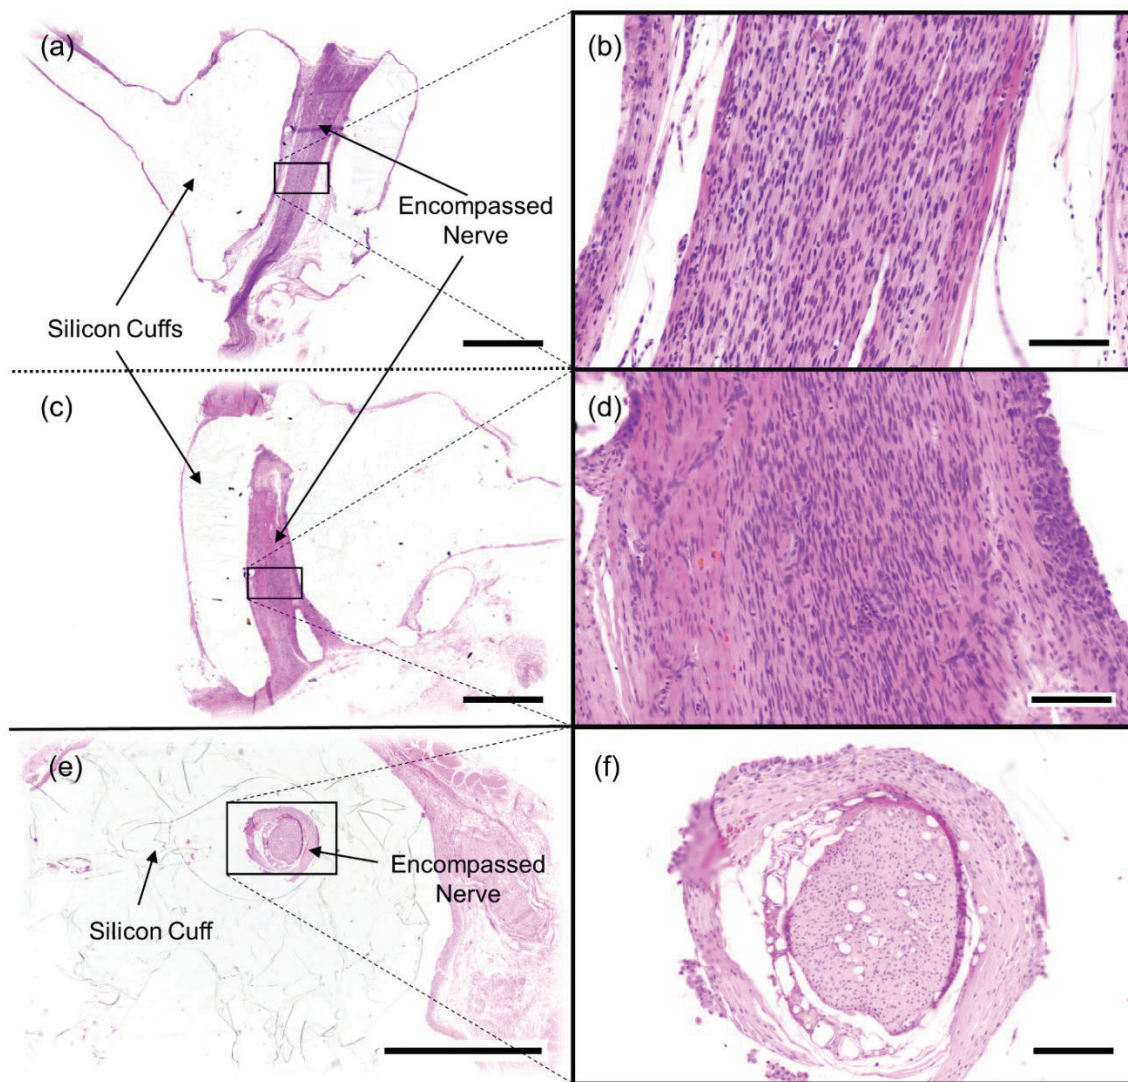 (a)
(b)
Encompassed
Nerve
Silicon Cuffs
(c)
(d)
(e)
(f)
Encompassed
Nerve
Silicon Cuff